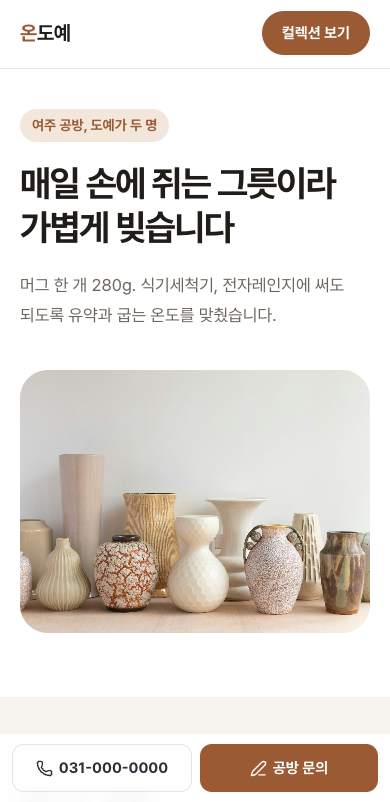 온도예
컬렉션 보기
여주 공방, 도예가 두 명
매일 손에 쥐는 그릇이라
가볍게 빚습니다
머그 한 개 280g. 식기세척기, 전자레인지에 써도
되도록 유약과 굽는 온도를 맞췄습니다.
031-000-0000
공방 문의